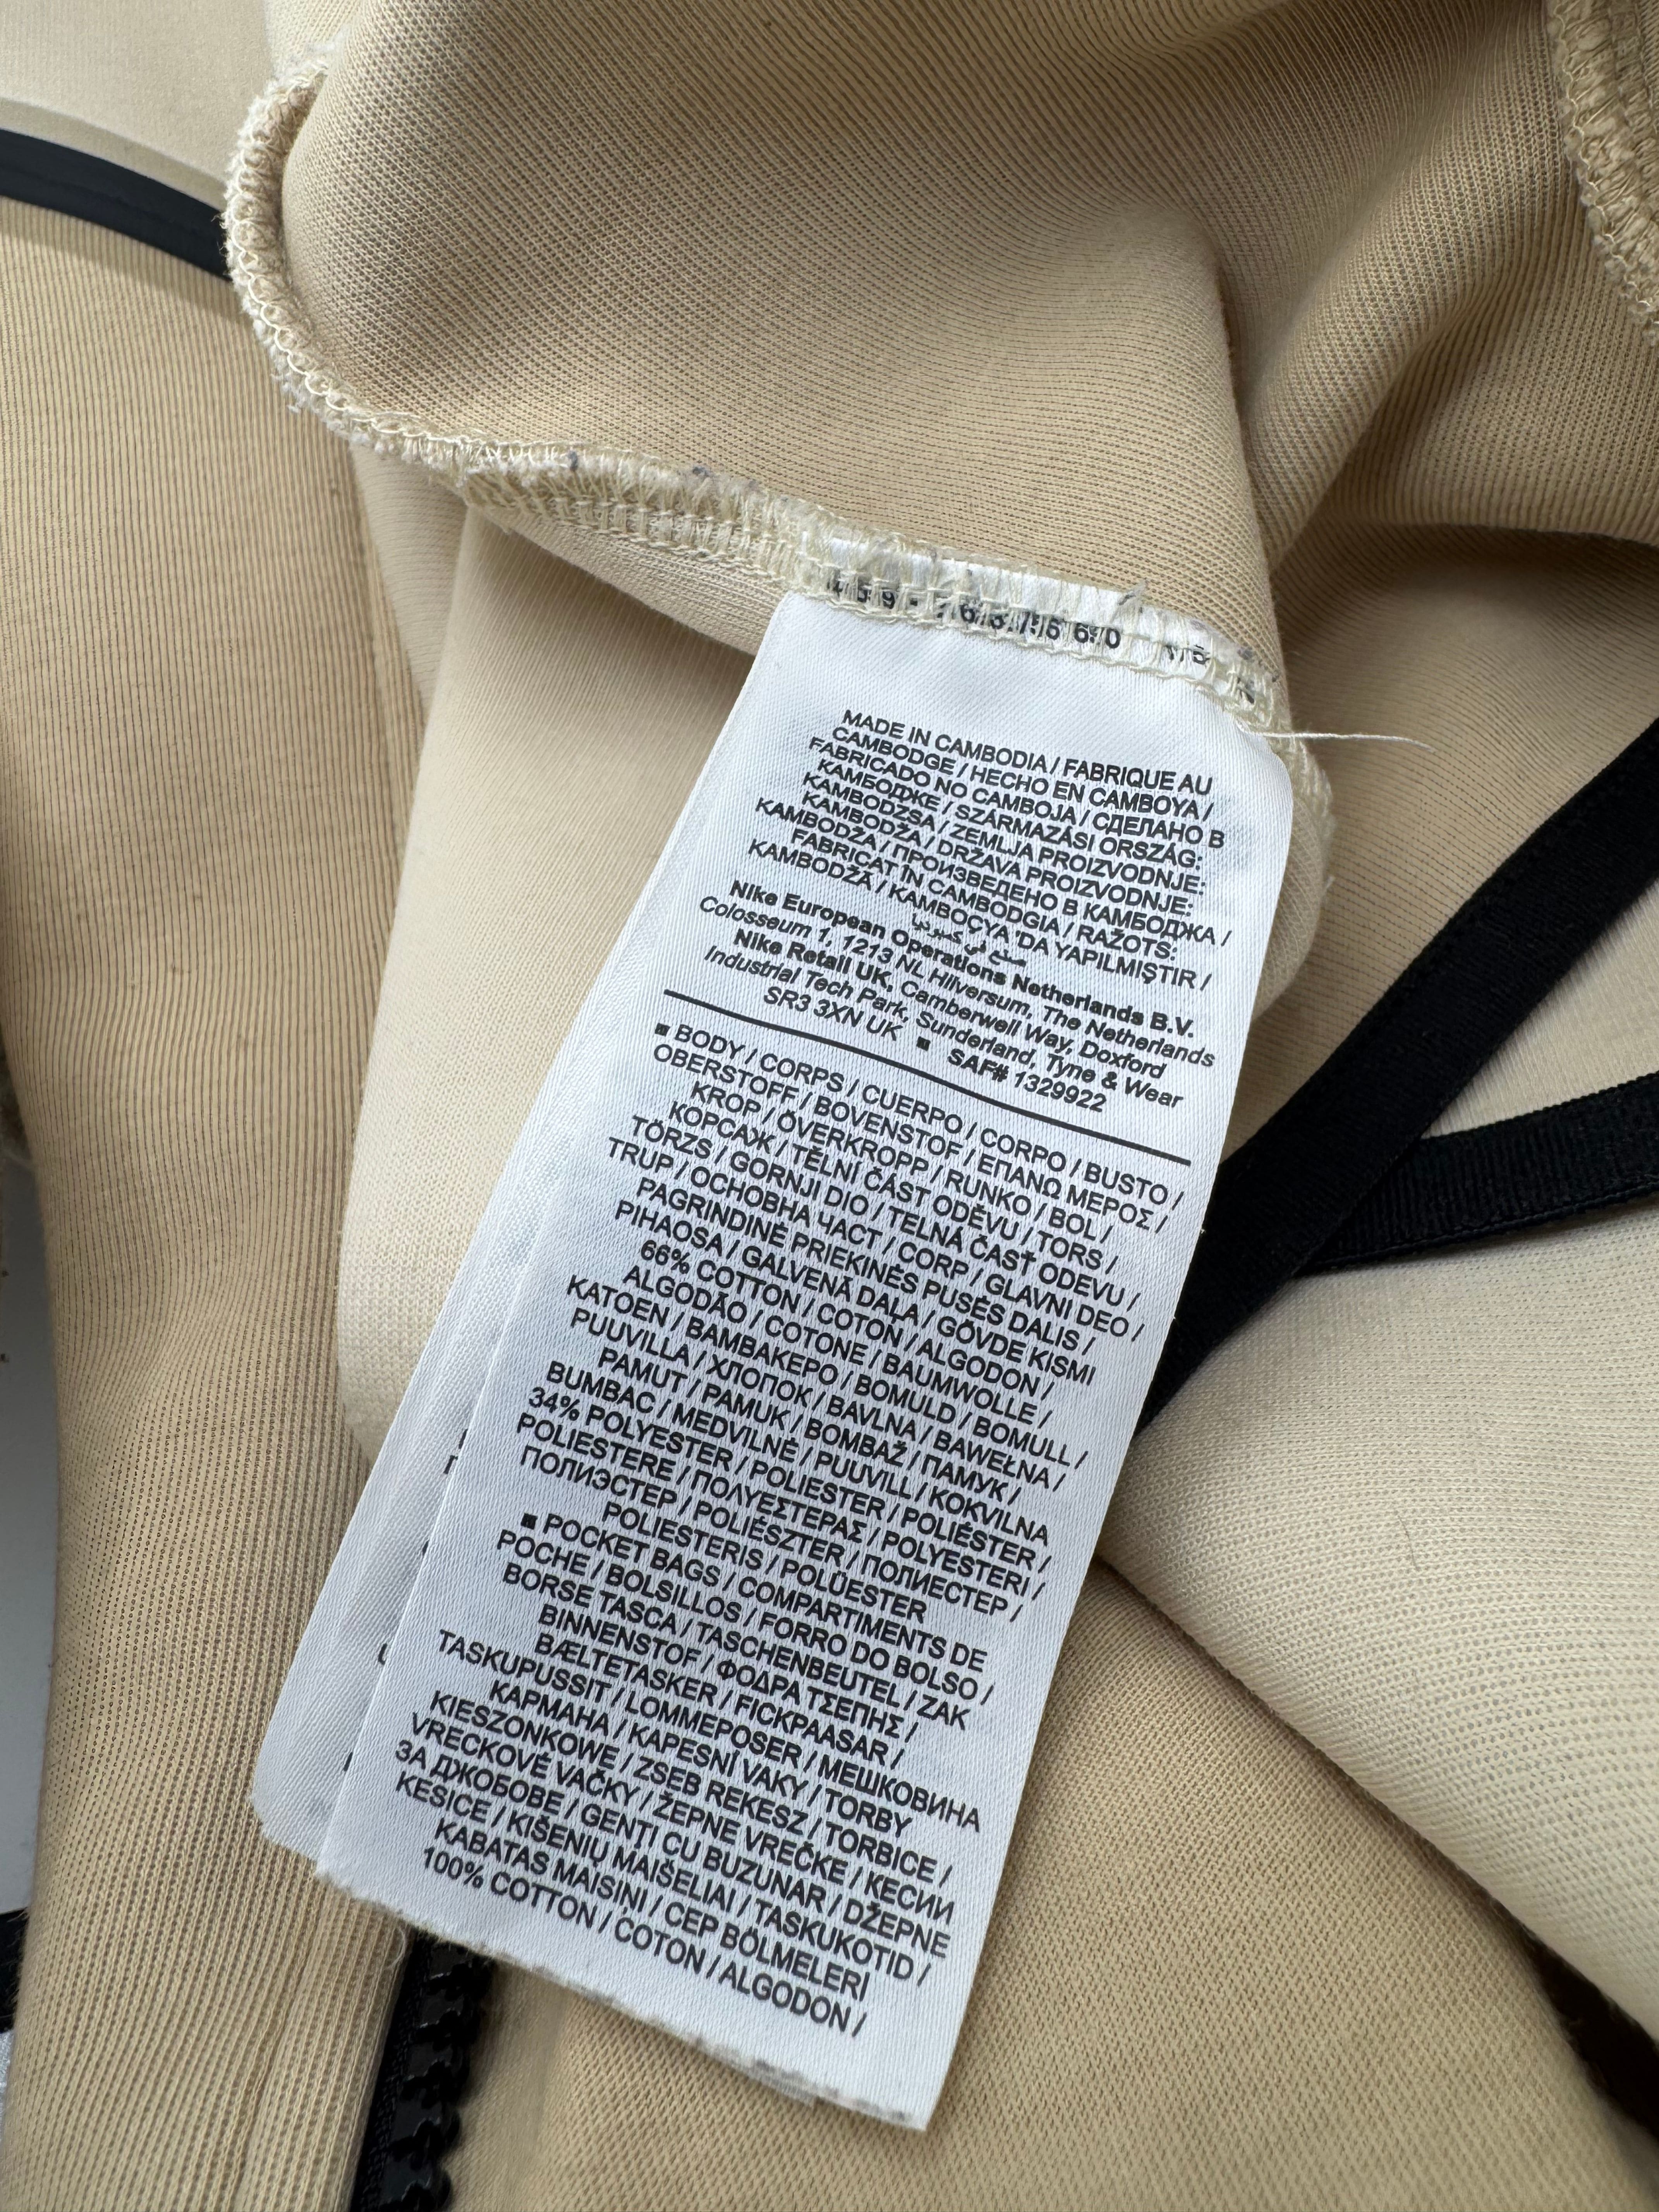 MADE IN CAMBODIA / FABRIQUE AU
CAMBODGE / HECHO EN CAMBOYA /
FABRICADO NO CAMBOJA / СДЕЛАНО В
КАМБОДЖЕ / SZÁRMAZÁSI ORSZÁG:
KAMBODZSA / ZEMLJA PROIZVODNJE:
KAMBODŽA / DRŽAVA PROIZVODNJE:
KAMBODŽA / ПРОИЗВЕДЕНО В КАМБОДЖА /
FABRICAT ÎN CAMBODGIA / RAŽOTS:
KAMBODŽĀ / KAMBOÇYA 'DA YAPILMIŞTIR /
صنع في كمبوديا
Nike European Operations Netherlands B.V.
Colosseum 1, 1213 NL Hilversum, The Netherlands
Nike Retail UK, Camberwell Way, Doxford
Industrial Tech Park, Sunderland, Tyne & Wear
SR3 3XN UK ■ SAF# 1329922
■ BODY / CORPS / CUERPO / CORPO / BUSTO /
OBERSTOFF / BOVENSTOF / ΕΠΑΝΩ ΜΕΡΟΣ /
KROP / ÖVERKROPP / RUNKO / BOL /
КОРСАЖ / TĚLNÍ ČÁST ODĚVU / TORS /
TÖRZS / GORNJI DIO / TELNÁ ČASŤ ODEVU /
TRUP / ОСНОВНА ЧАСТ / CORP / GLAVNI DEO /
PAGRINDINĖ PRIEKINĖS PUSĖS DALIS /
PIHAOSA / GALVENĀ DAĻA / GÖVDE KISMI
66% COTTON / COTON / ALGODON /
ALGODÃO / COTONE / BAUMWOLLE /
KATOEN / ΒΑΜΒΑΚΕΡΟ / BOMULD / BOMULL /
PUUVILLA / ХЛОПОК / BAVLNA / BAWEŁNA /
PAMUT / PAMUK / BOMBAŽ / ПАМУК /
BUMBAC / MEDVILNĖ / PUUVILL / KOKVILNA
34% POLYESTER / POLIESTER / POLIÉSTER /
POLIESTERE / ΠΟΛΥΕΣΤΕΡΑΣ / POLYESTERI /
ПОЛИЭСТЕР / POLIÉSZTER / ПОЛИЕСТЕР /
POLIESTERIS / POLÜESTER
■ POCKET BAGS / COMPARTIMENTS DE
POCHE / BOLSILLOS / FORRO DO BOLSO /
BORSE TASCA / TASCHENBEUTEL / ZAK
BINNENSTOF / ΦΟΔΡΑ ΤΣΕΠΗΣ /
BÆLTETASKER / FICKPAASAR /
TASKUPUSSIT / LOMMEPOSER / МЕШКОВИНА
КАРМАНА / KAPESNÍ VAKY / TORBY
KIESZONKOWE / ZSEB REKESZ / TORBICE /
VRECKOVÉ VAČKY / ŽEPNE VREČKE / КЕСИИ
ЗА ДЖОБОВЕ / GENȚI CU BUZUNAR / DŽEPNE
KESICE / KIŠENIŲ MAIŠELIAI / TASKUKOTID /
KABATAS MAISINI / CEP BÖLMELERİ
100% COTTON / COTON / ALGODON /